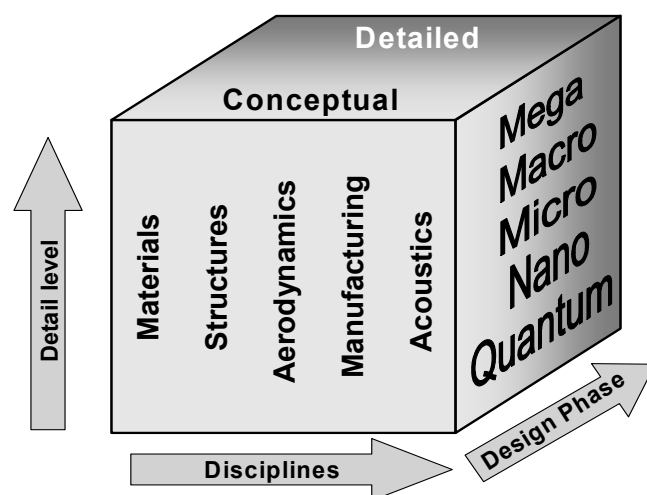 Detailed
Conceptual
Mega
Macro
Micro
Nano
Quantum
Materials
Structures
Aerodynamics
Manufacturing
Acoustics
Detail level
Disciplines
Design Phase